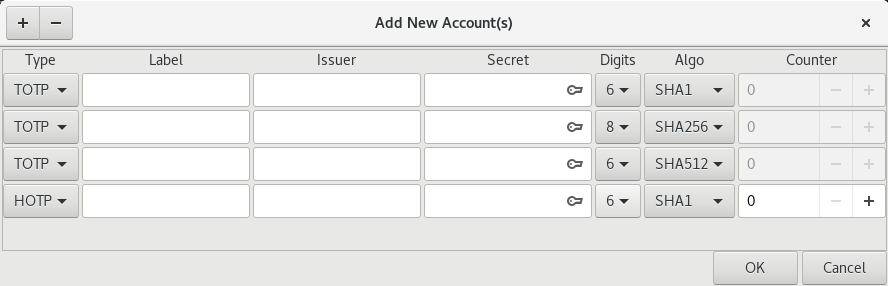 Add New Account(s)
Type Label Issuer Secret Digits Algo Counter
TOTP 6 SHA1 0
TOTP 8 SHA256 0
TOTP 6 SHA512 0
HOTP 6 SHA1 0
OK Cancel